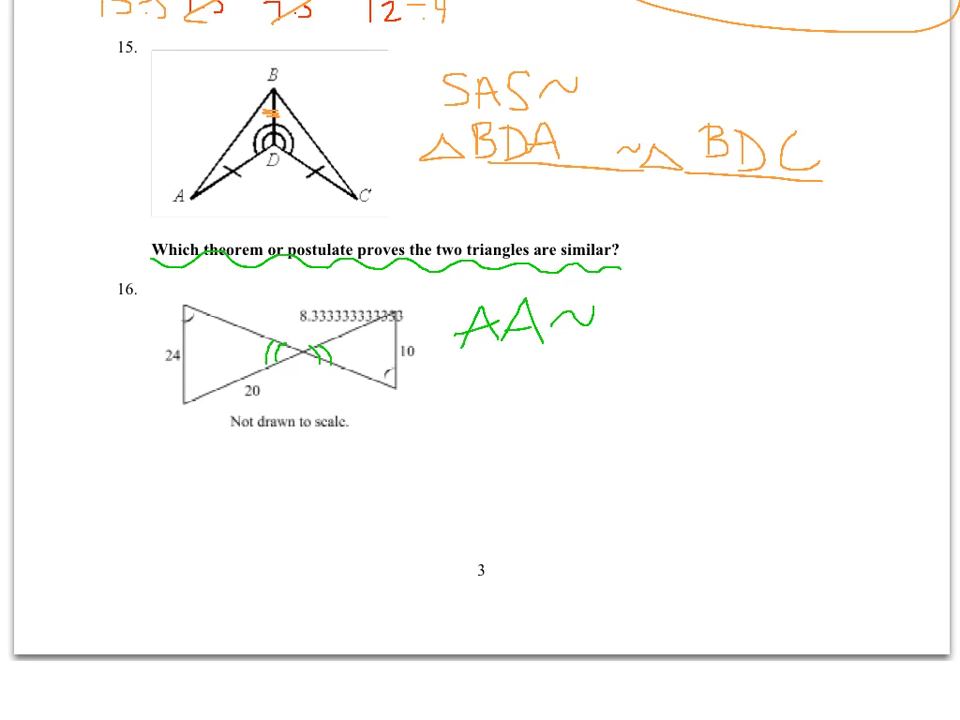 15.
B
D
A
C
SAS~
△BDA ~△ BDC
Which theorem or postulate proves the two triangles are similar?
16.
8.333333333333
24
10
20
AA~
Not drawn to scale.
3